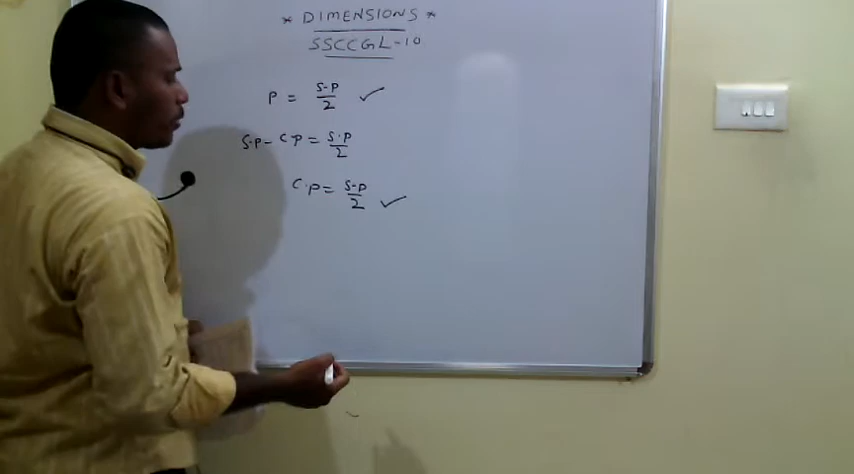 * DIMENSIONS *
SSCCGL-10
P = S.P/2 ✓
S.P - C.P = S.P/2
C.P = S.P/2 ✓